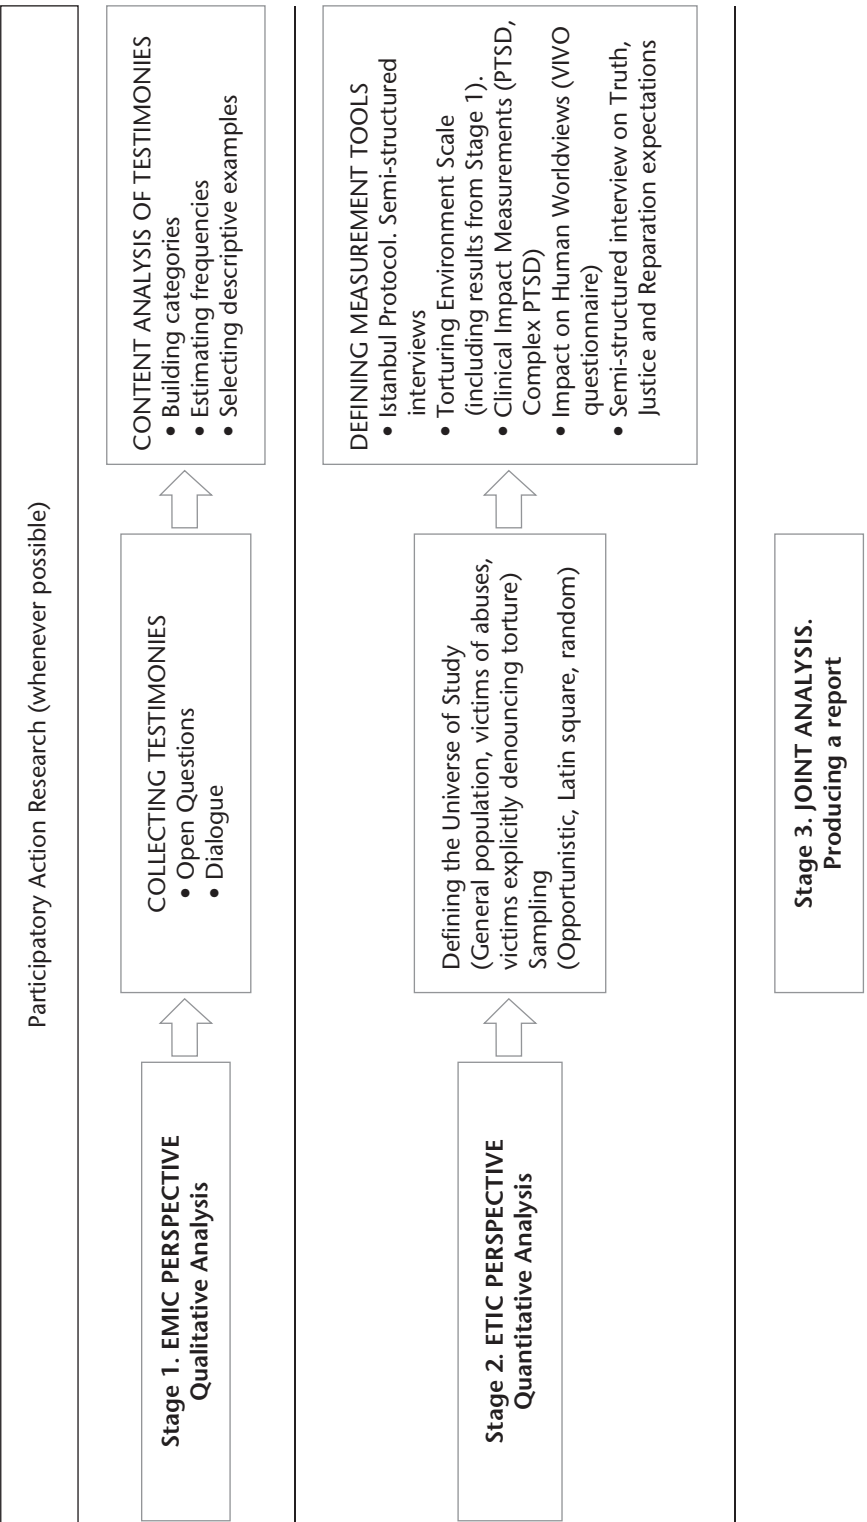 Participatory Action Research (whenever possible)
Stage 1. EMIC PERSPECTIVE
Qualitative Analysis
COLLECTING TESTIMONIES
• Open Questions
• Dialogue
CONTENT ANALYSIS OF TESTIMONIES
• Building categories
• Estimating frequencies
• Selecting descriptive examples
Stage 2. ETIC PERSPECTIVE
Quantitative Analysis
Defining the Universe of Study
(General population, victims of abuses,
victims explicitly denouncing torture)
Sampling
(Opportunistic, Latin square, random)
DEFINING MEASUREMENT TOOLS
• Istanbul Protocol. Semi-structured
interviews
• Torturing Environment Scale
(including results from Stage 1).
• Clinical Impact Measurements (PTSD,
Complex PTSD)
• Impact on Human Worldviews (VIVO
questionnaire)
• Semi-structured interview on Truth,
Justice and Reparation expectations
Stage 3. JOINT ANALYSIS.
Producing a report